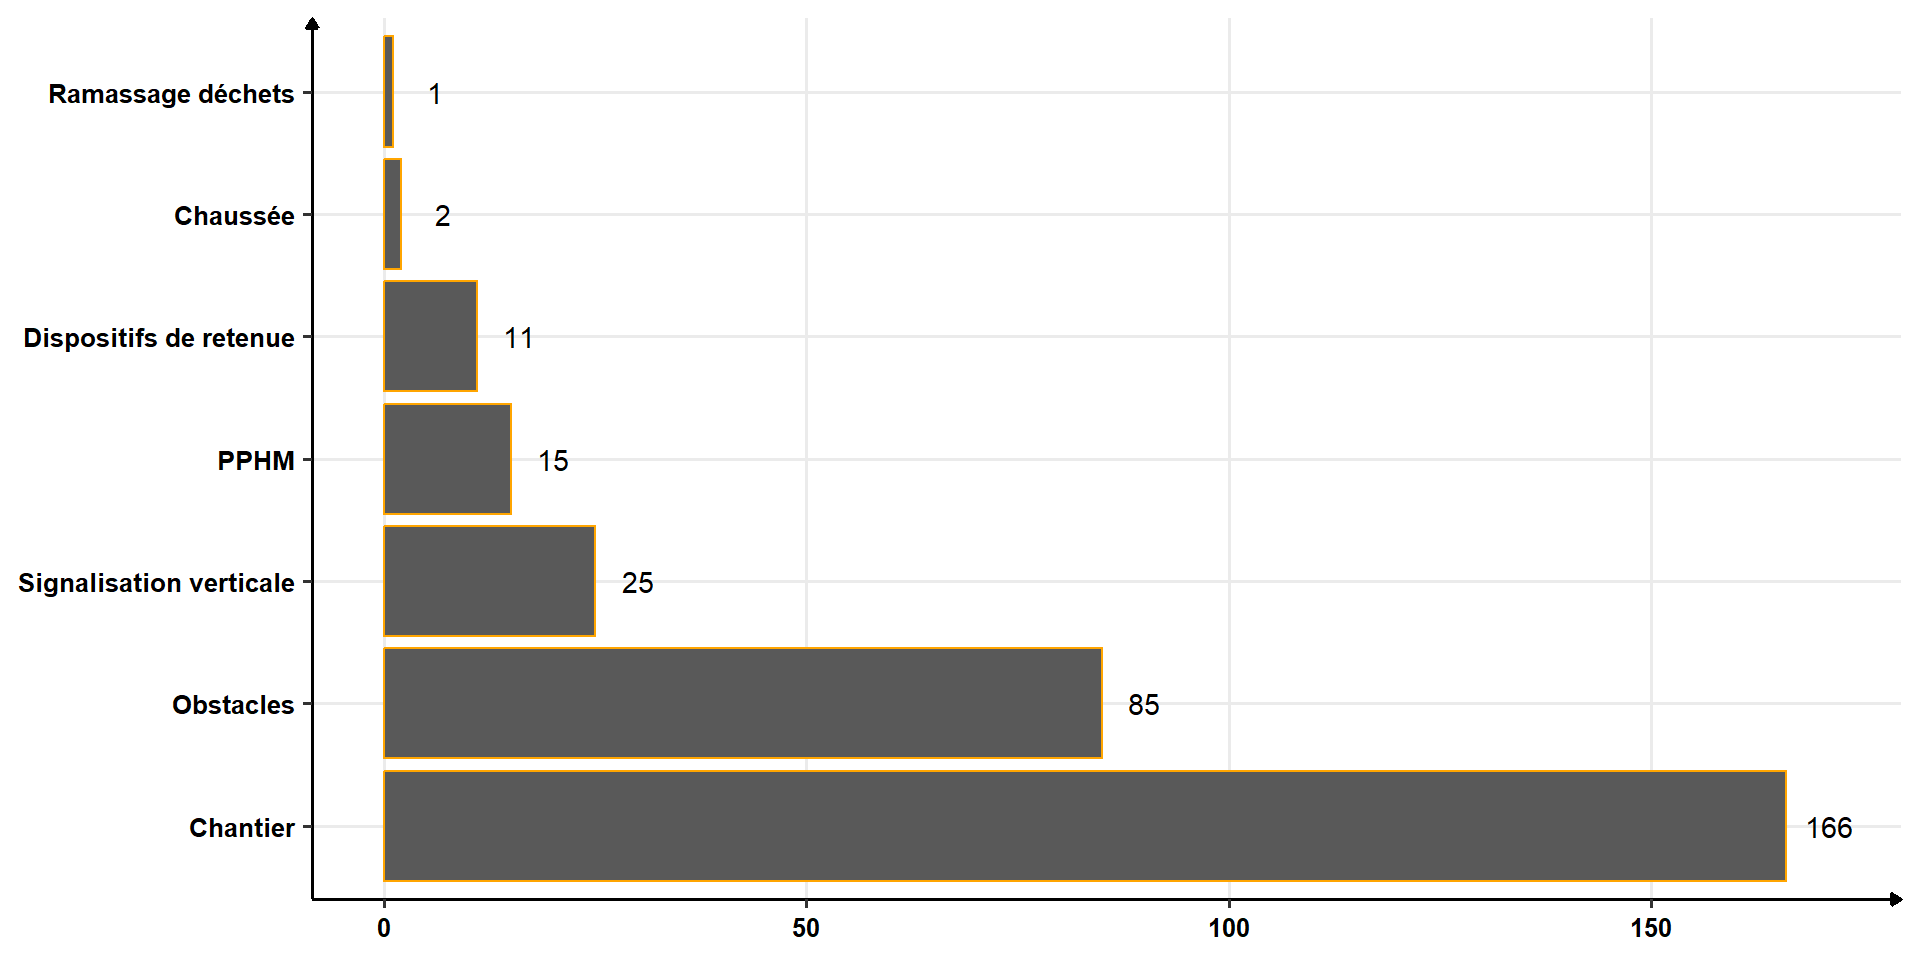 Ramassage déchets 1
Chaussée 2
Dispositifs de retenue 11
PPHM 15
Signalisation verticale 25
Obstacles 85
Chantier 166
0 50 100 150